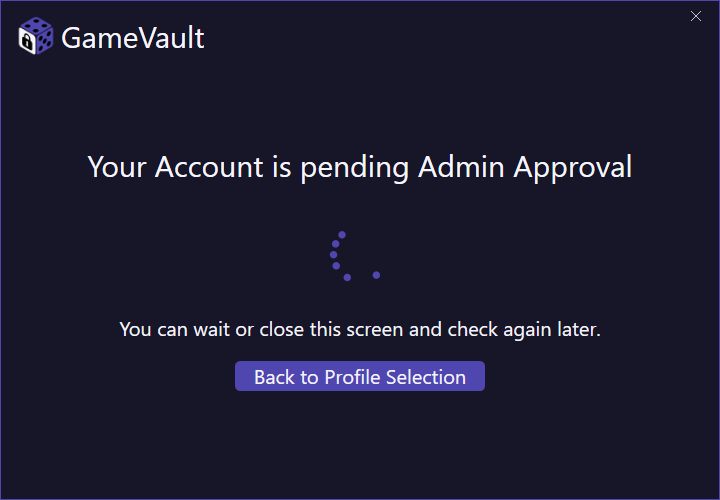 GameVault
Your Account is pending Admin Approval
You can wait or close this screen and check again later.
Back to Profile Selection